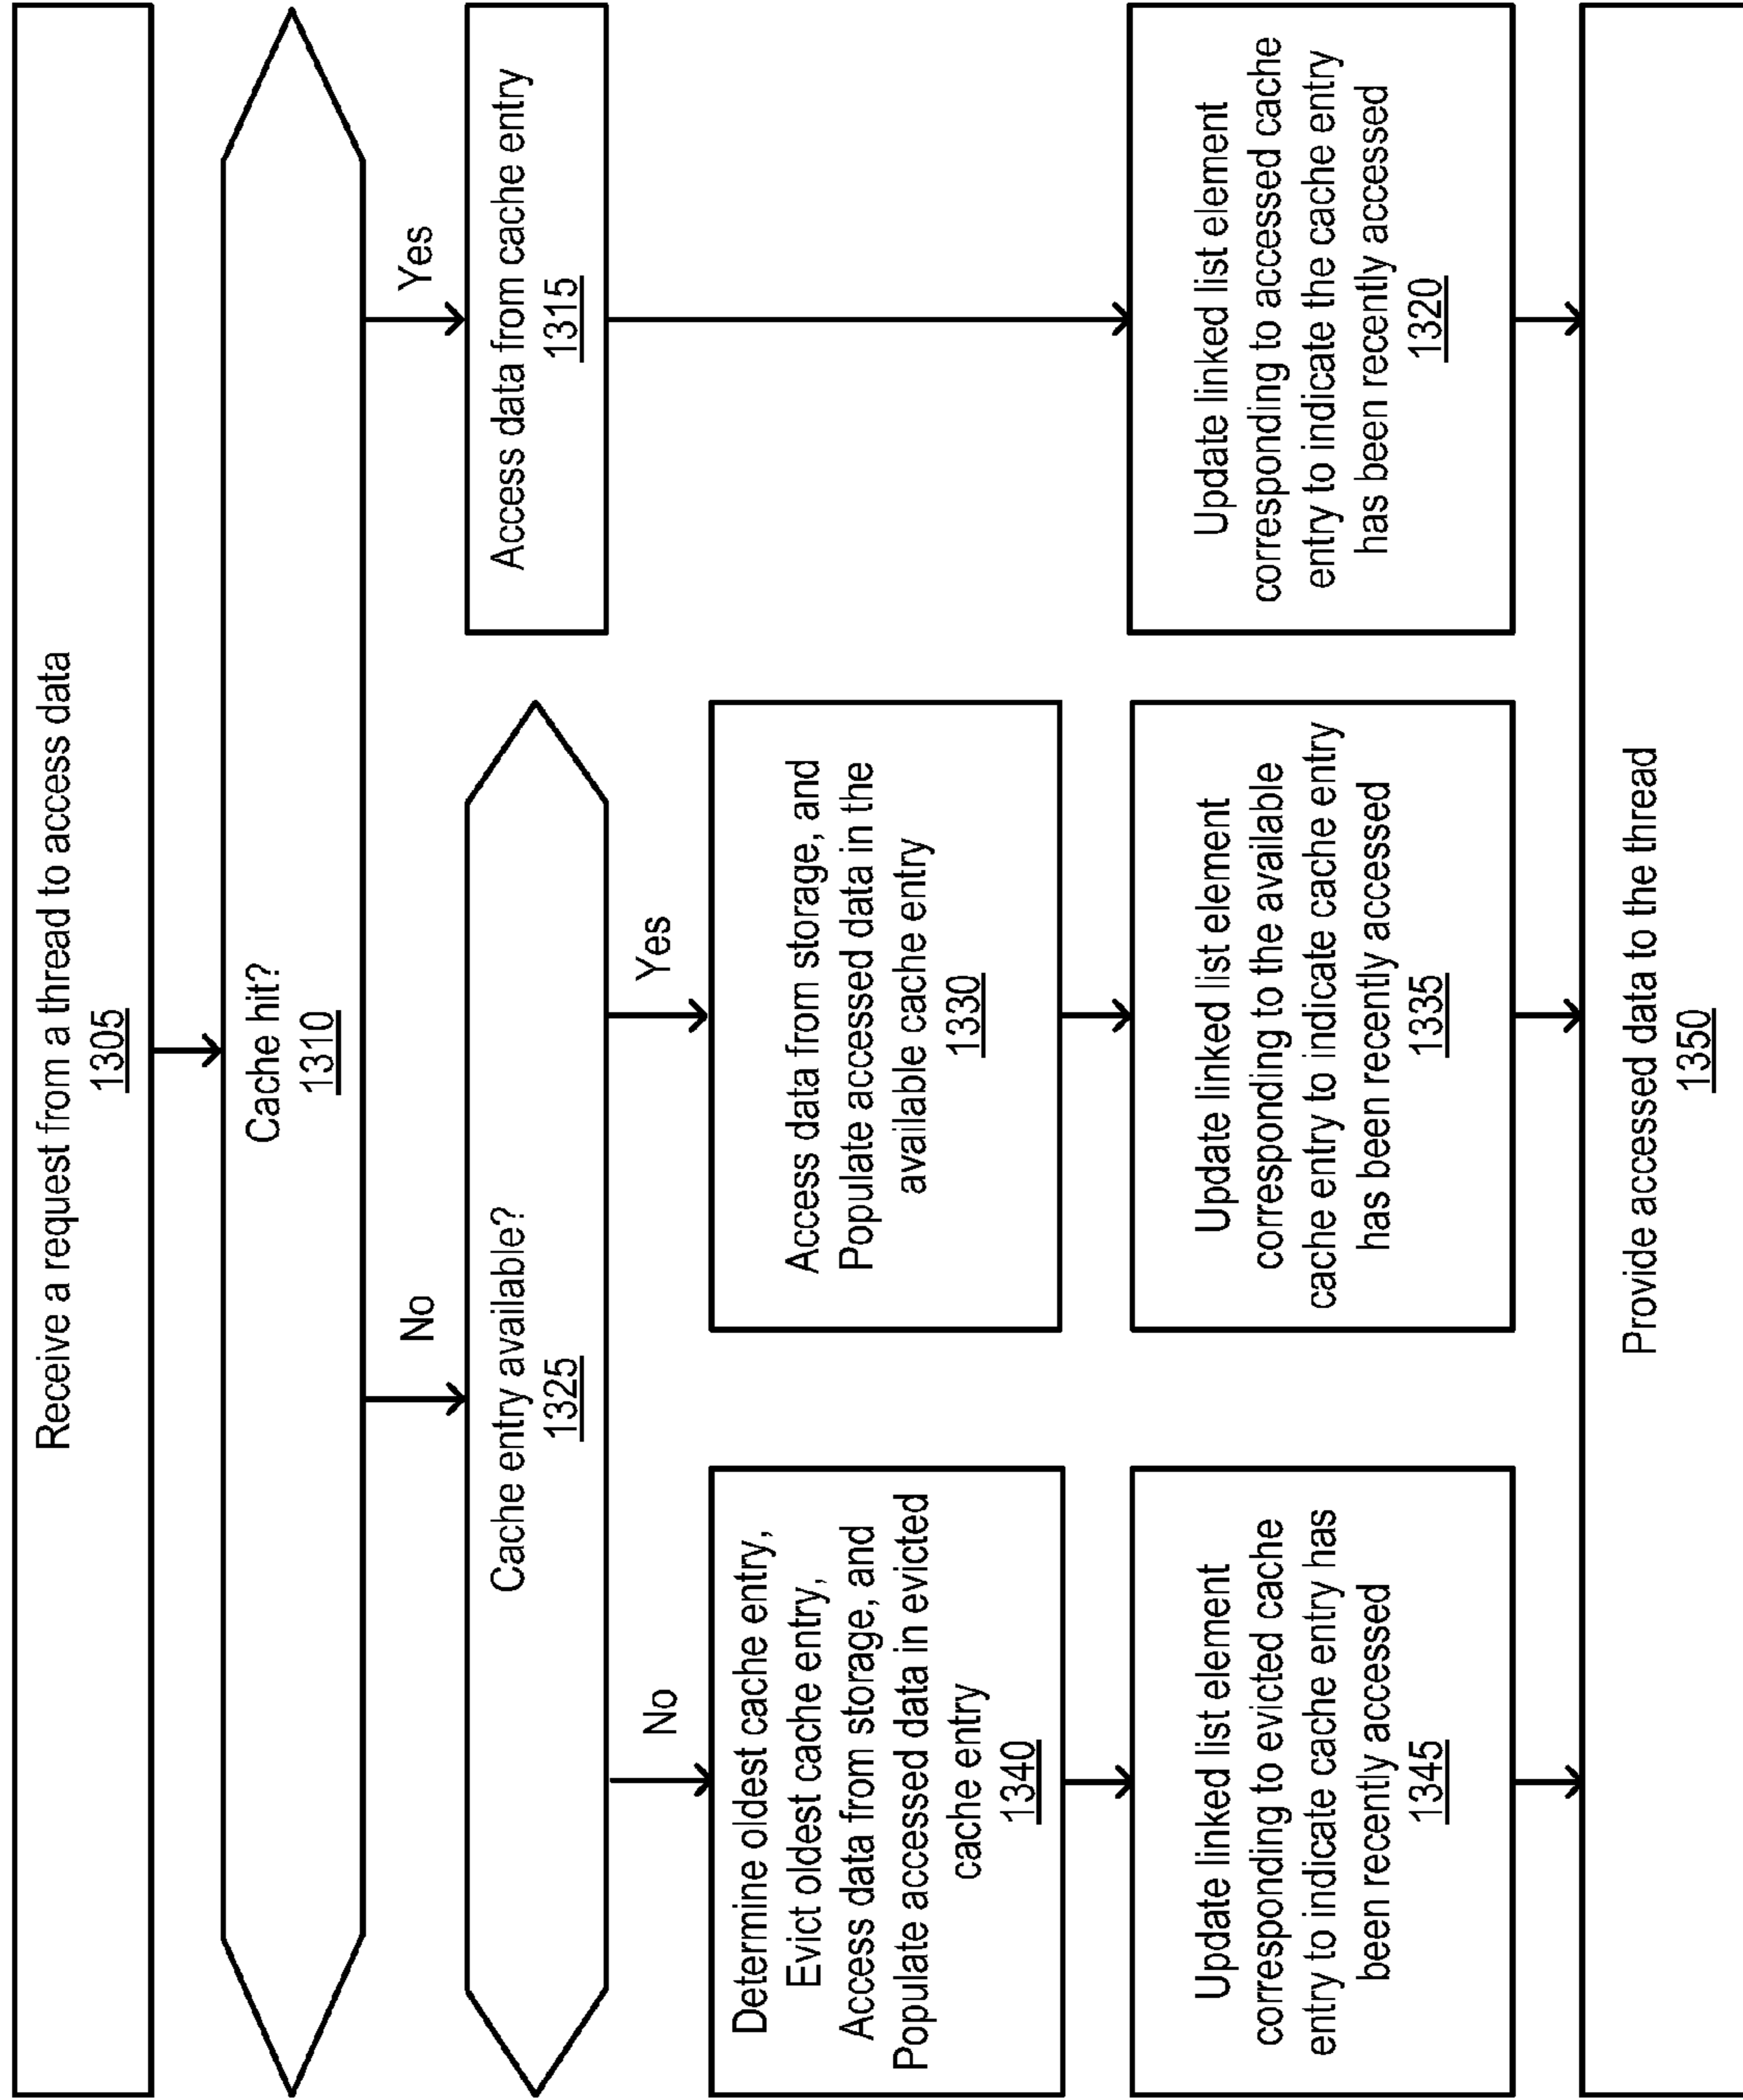 Receive a request from a thread to access data
1305
Cache hit?
1310
No
Yes
Cache entry available?
1325
Access data from cache entry
1315
No
Yes
Determine oldest cache entry,
Evict oldest cache entry,
Access data from storage, and
Populate accessed data in evicted
cache entry
1340
Access data from storage, and
Populate accessed data in the
available cache entry
1330
Update linked list element
corresponding to evicted cache
entry to indicate cache entry has
been recently accessed
1345
Update linked list element
corresponding to the available
cache entry to indicate cache entry
has been recently accessed
1335
Update linked list element
corresponding to accessed cache
entry to indicate the cache entry
has been recently accessed
1320
Provide accessed data to the thread
1350